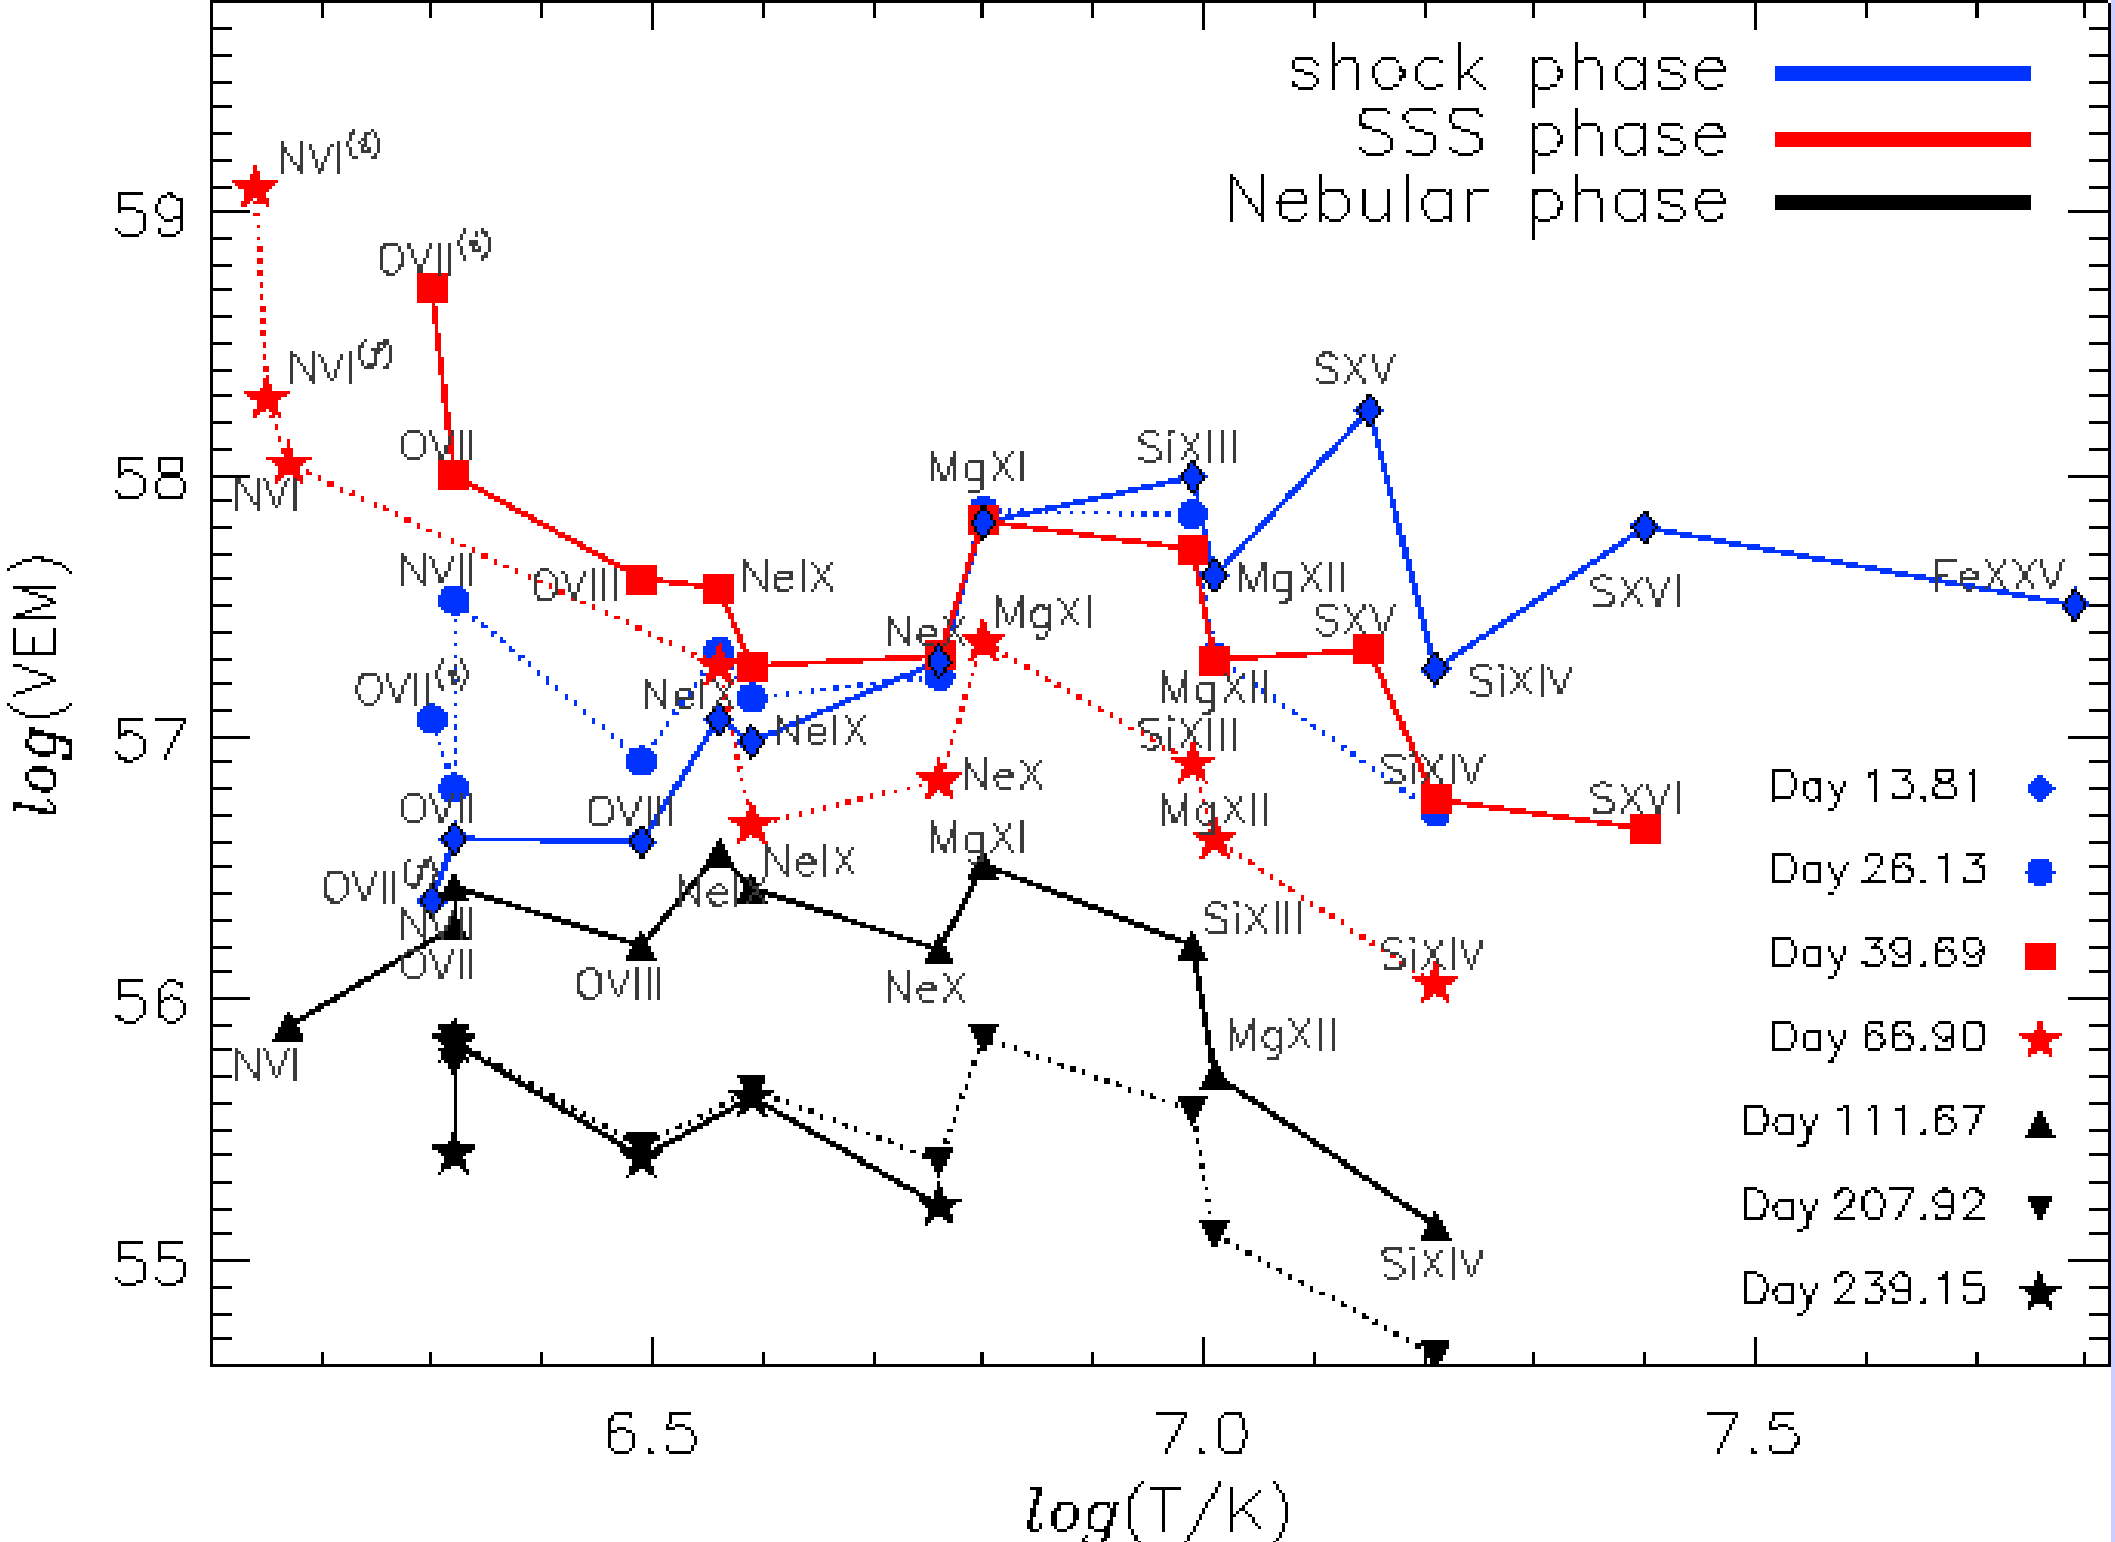 shock phase
SSS phase
Nebular phase
NVI(i)
59
OVII(i)
NVI(f)
SXV
OVII
MgXI
SiXIII
58
NVI
NVII
OVIII
NeIX
MgXII
FeXXV
SXVI
NeX
MgXI
SXV
OVII(i)
NeIX
MgXII
SiXIV
57
NeIX
SiXIII
log(VEM)
NeX
SiXIV
Day 13.81
OVII
OVIII
MgXII
SXVI
MgXI
NeIX
OVII(f)
NeIX
Day 26.13
NVII
SiXIII
OVII
OVIII
NeX
SiXIV
Day 39.69
56
NVI
MgXII
Day 66.90
Day 111.67
Day 207.92
55
SiXIV
Day 239.15
6.5
7.0
7.5
log(T/K)